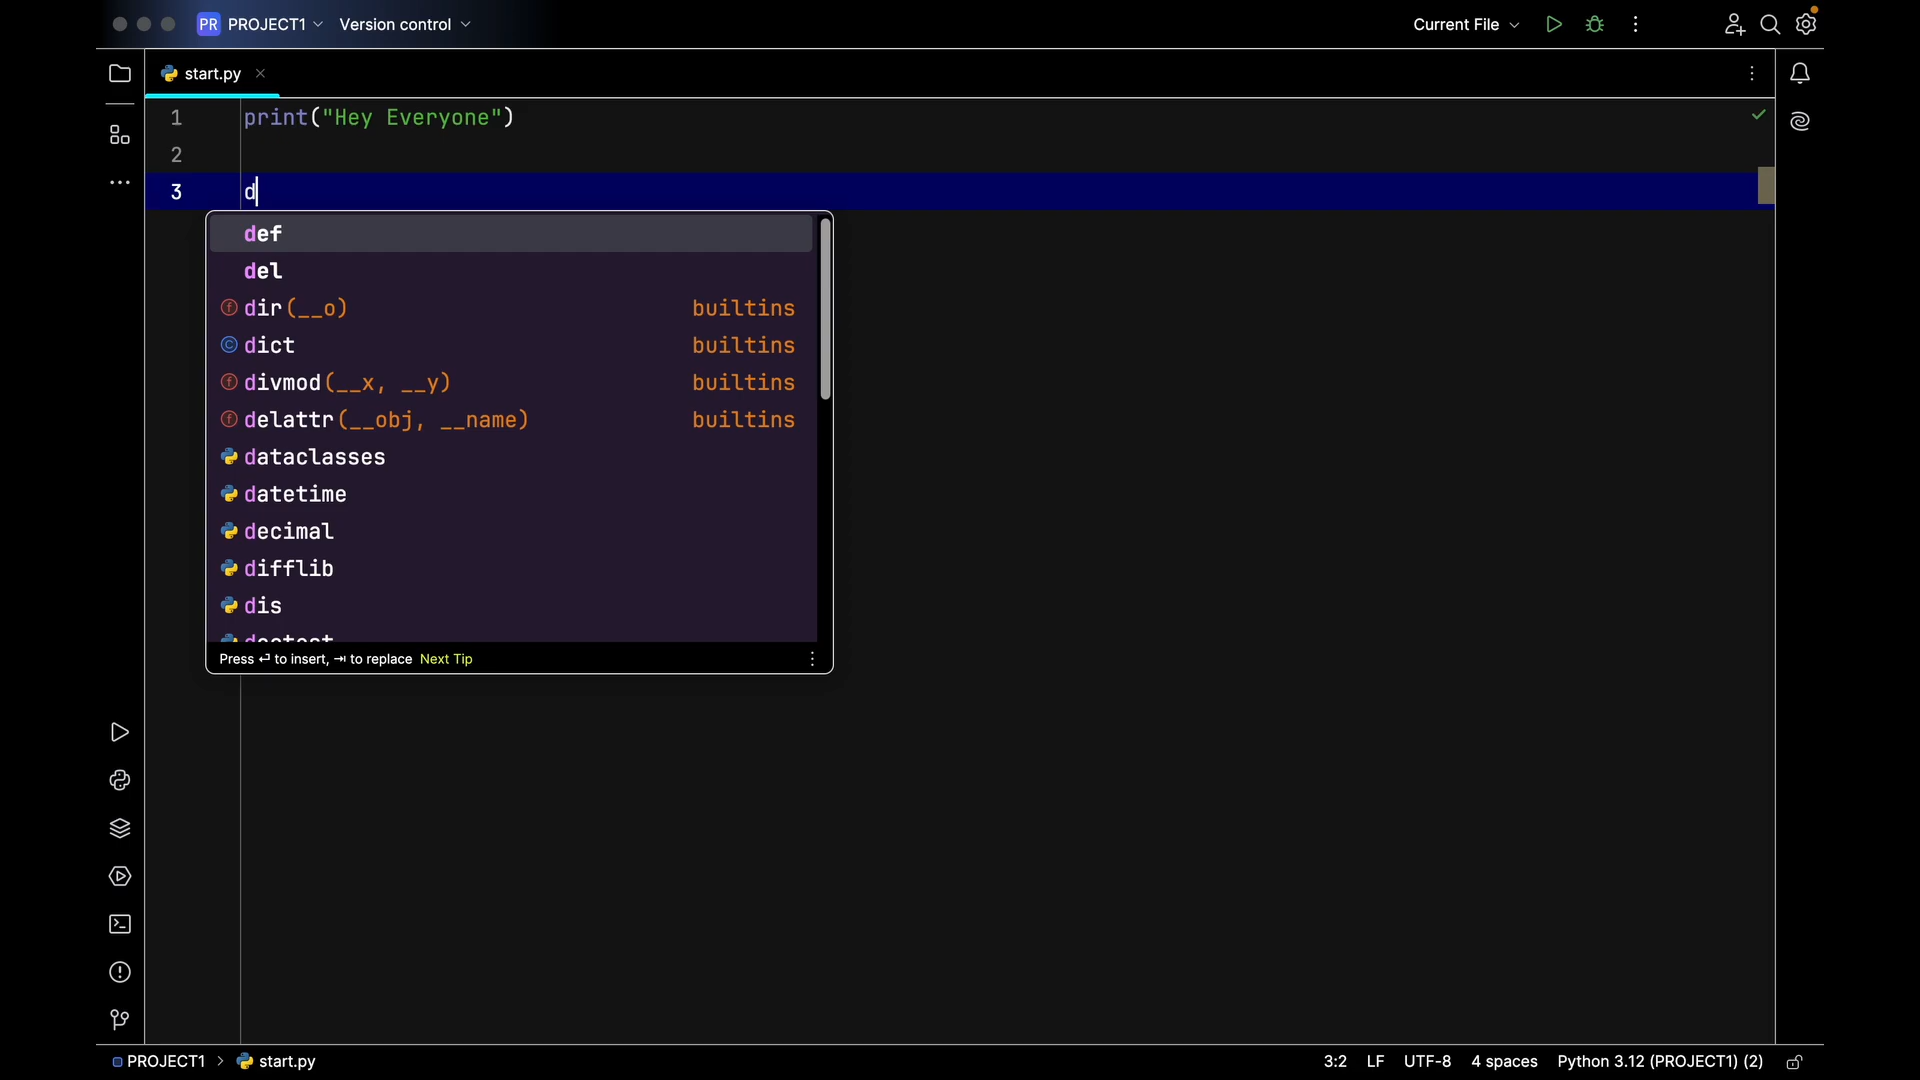 PR PROJECT1 Version control Current File
start.py
1 print("Hey Everyone")
2
3 d
def
del
dir(__o) builtins
dict builtins
divmod(__x, __y) builtins
delattr(__obj, __name) builtins
dataclasses
datetime
decimal
difflib
dis
doctest
Press ⏎ to insert, ⇥ to replace Next Tip
PROJECT1 > start.py 3:2 LF UTF-8 4 spaces Python 3.12 (PROJECT1) (2)